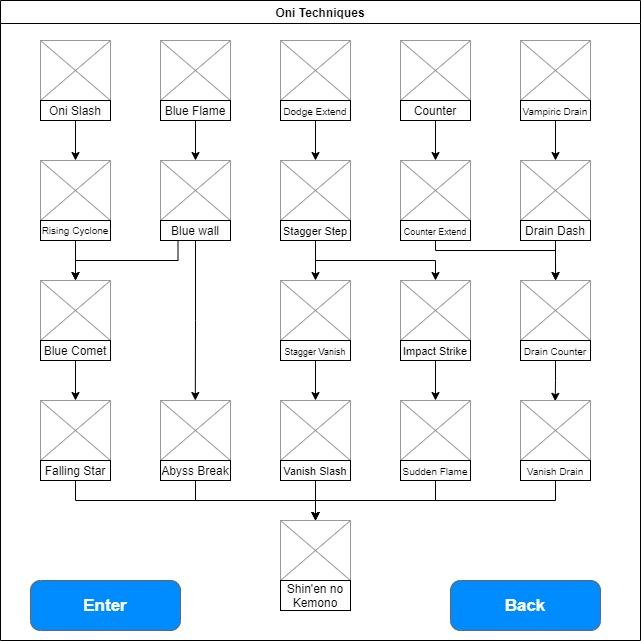 Oni Techniques
Oni Slash
Blue Flame
Dodge Extend
Counter
Vampiric Drain
Rising Cyclone
Blue wall
Stagger Step
Counter Extend
Drain Dash
Blue Comet
Stagger Vanish
Impact Strike
Drain Counter
Falling Star
Abyss Break
Vanish Slash
Sudden Flame
Vanish Drain
Shin'en no
Kemono
Enter
Back